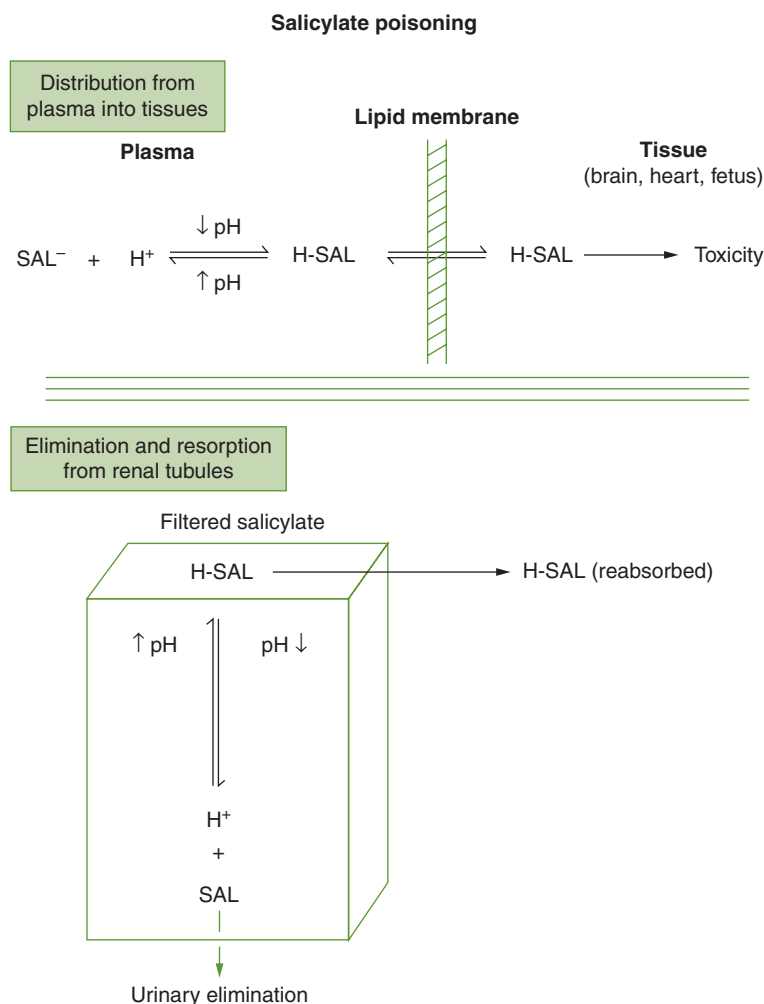 Salicylate poisoning
Distribution from
plasma into tissues
Lipid membrane
Plasma
Tissue
(brain, heart, fetus)
↓ pH
SAL⁻ + H⁺ H-SAL H-SAL Toxicity
↑ pH
Elimination and resorption
from renal tubules
Filtered salicylate
H-SAL H-SAL (reabsorbed)
↑ pH pH ↓
H⁺
+
SAL
Urinary elimination